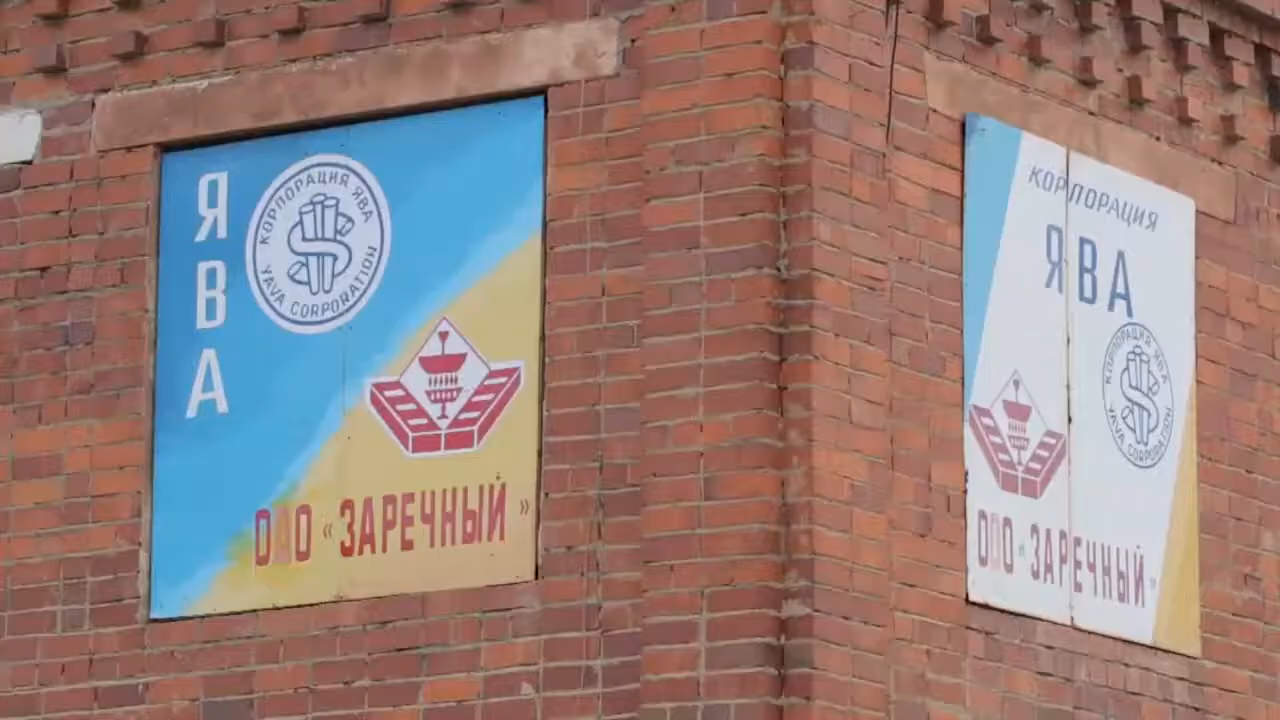 Я
В
А
КОРПОРАЦИЯ ЯВА
YAVA CORPORATION
ООО «ЗАРЕЧНЫЙ»
КОРПОРАЦИЯ
ЯВА
КОРПОРАЦИЯ ЯВА
YAVA CORPORATION
ООО «ЗАРЕЧНЫЙ»